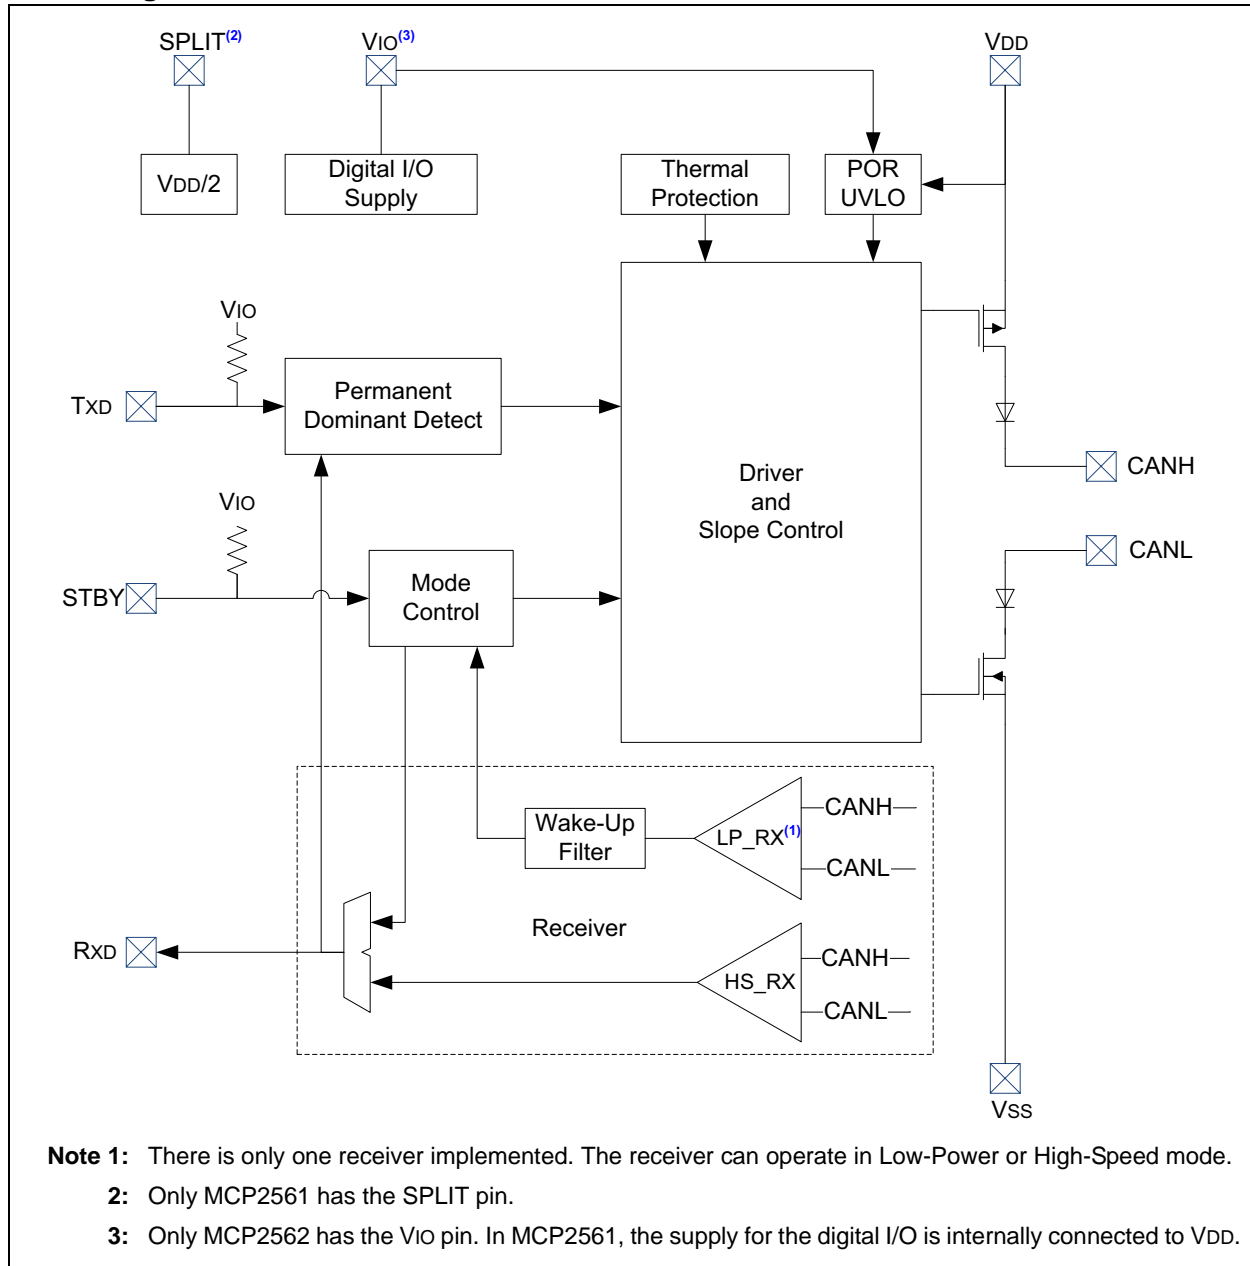 SPLIT(2)
VIO(3)
VDD
VDD/2
Digital I/O
Supply
Thermal
Protection
POR
UVLO
VIO
TXD
Permanent
Dominant Detect
CANH
Driver
and
Slope Control
VIO
CANL
STBY
Mode
Control
Wake-Up
Filter
LP_RX(1)
CANH
CANL
Receiver
RXD
HS_RX
CANH
CANL
VSS
Note 1: There is only one receiver implemented. The receiver can operate in Low-Power or High-Speed mode.
2: Only MCP2561 has the SPLIT pin.
3: Only MCP2562 has the VIO pin. In MCP2561, the supply for the digital I/O is internally connected to VDD.